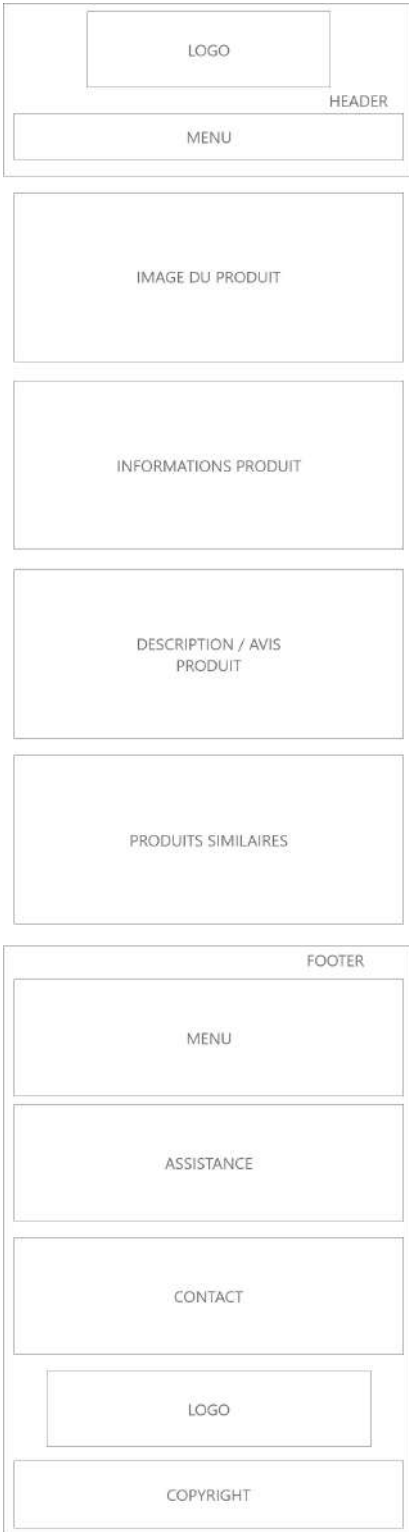 LOGO
HEADER
MENU
IMAGE DU PRODUIT
INFORMATIONS PRODUIT
DESCRIPTION / AVIS
PRODUIT
PRODUITS SIMILAIRES
FOOTER
MENU
ASSISTANCE
CONTACT
LOGO
COPYRIGHT